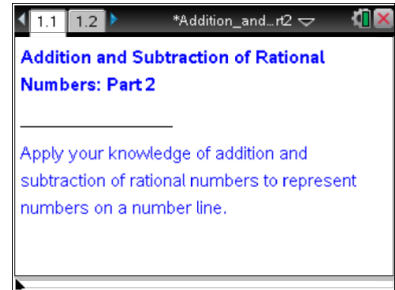 1.1 1.2 *Addition_and…rt2
Addition and Subtraction of Rational
Numbers: Part 2
Apply your knowledge of addition and
subtraction of rational numbers to represent
numbers on a number line.